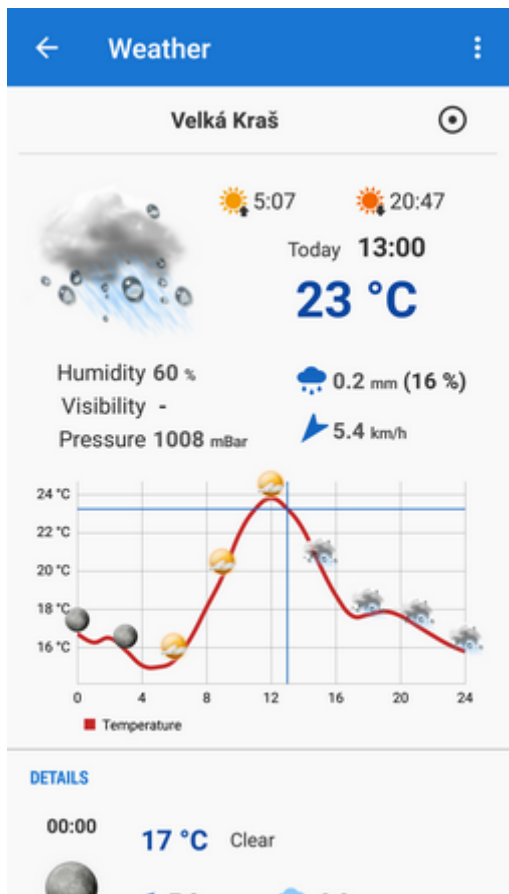 Weather
Velká Kraš
5:07 20:47
Today 13:00
23 °C
Humidity 60 %
0.2 mm (16 %)
Visibility -
Pressure 1008 mBar
5.4 km/h
24 °C
22 °C
20 °C
18 °C
16 °C
0 4 8 12 16 20 24
Temperature
DETAILS
00:00
17 °C Clear